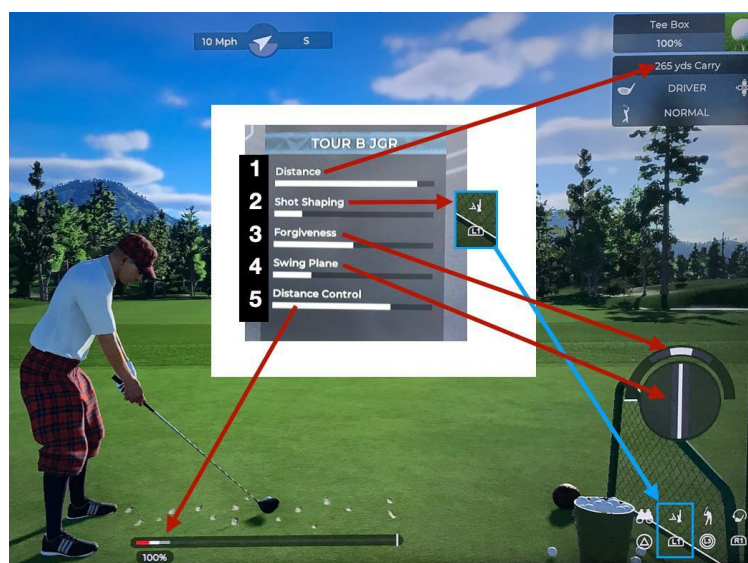 10 Mph S
Tee Box
100%
265 yds Carry
DRIVER
NORMAL
TOUR B JGR
1 Distance
2 Shot Shaping
3 Forgiveness
4 Swing Plane
5 Distance Control
L1
100%
L1 L3 R1